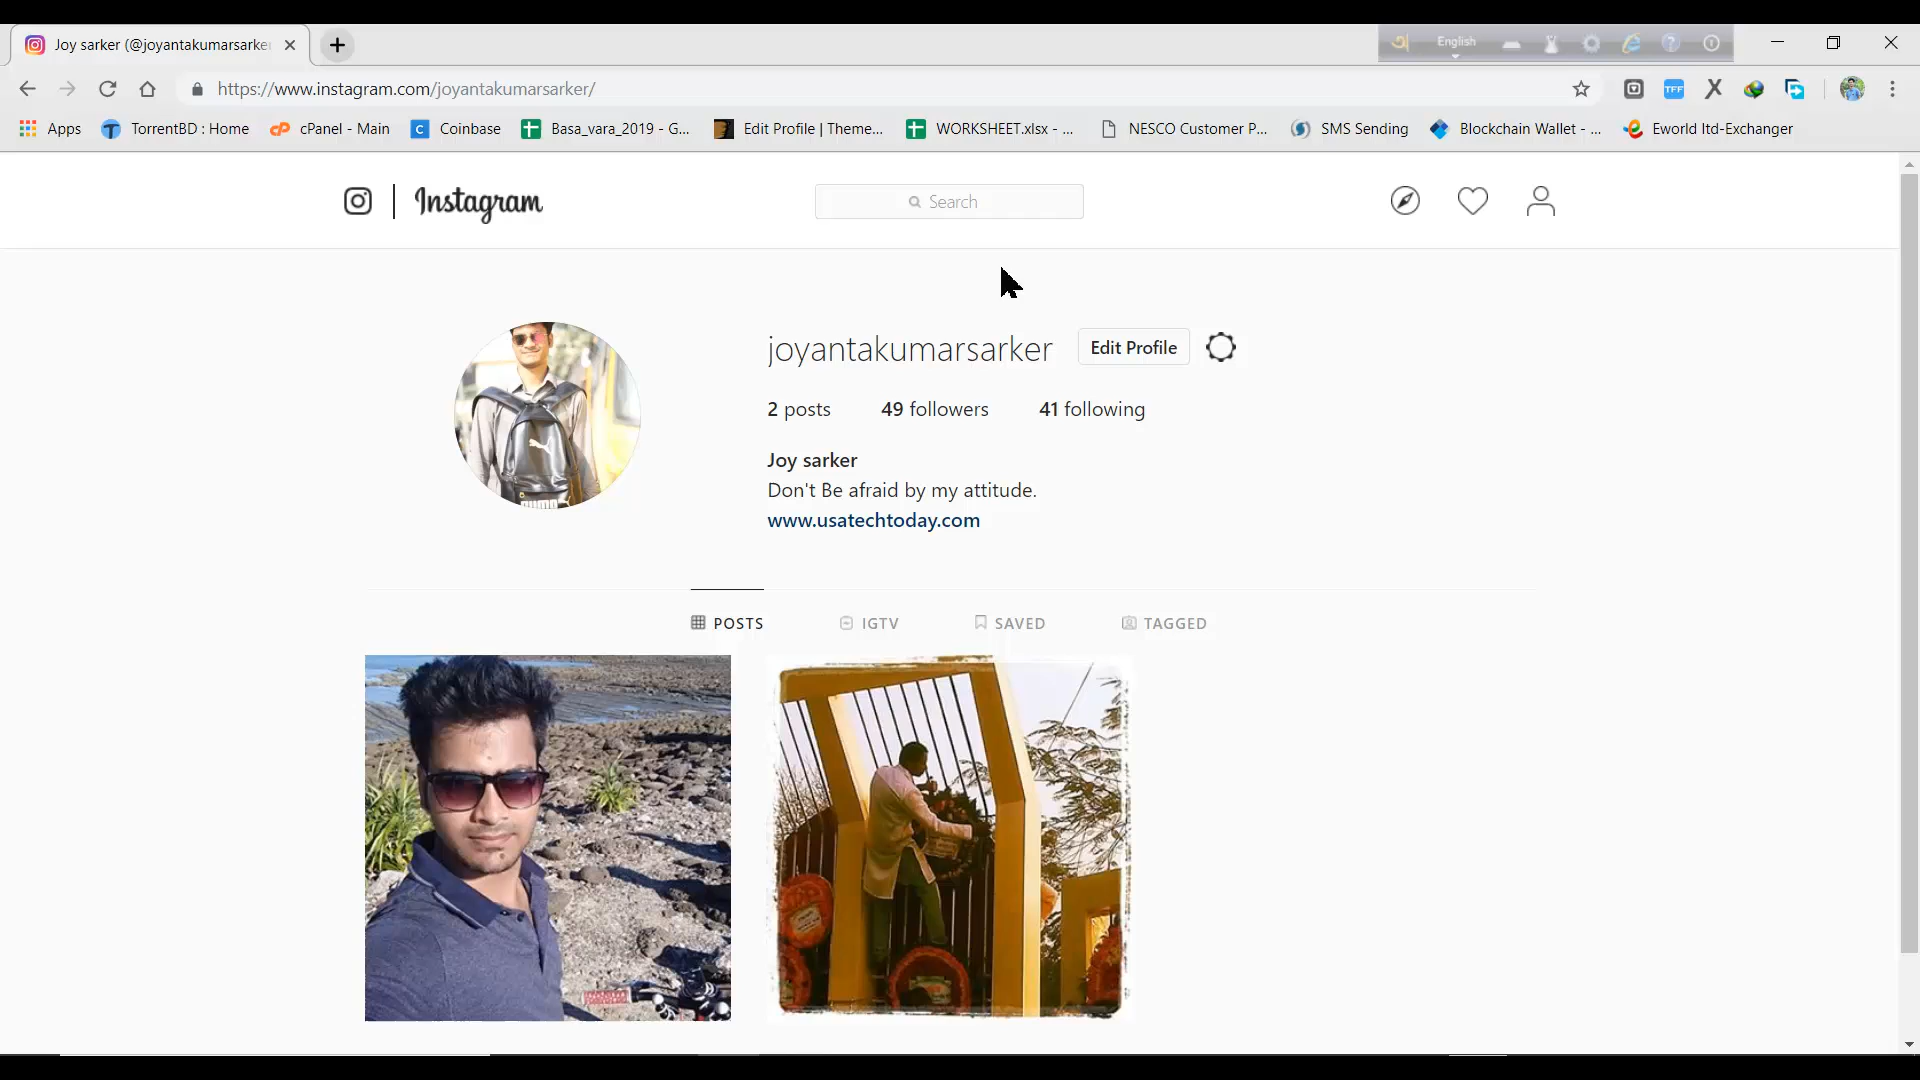 Joy sarker (@joyantakumarsarker
English
https://www.instagram.com/joyantakumarsarker/
TFF
Apps TorrentBD : Home cPanel - Main Coinbase Basa_vara_2019 - G... Edit Profile | Theme... WORKSHEET.xlsx - ... NESCO Customer P... SMS Sending Blockchain Wallet - ... Eworld ltd-Exchanger
Instagram
Search
joyantakumarsarker Edit Profile
2 posts 49 followers 41 following
Joy sarker
Don't Be afraid by my attitude.
www.usatechtoday.com
POSTS IGTV SAVED TAGGED